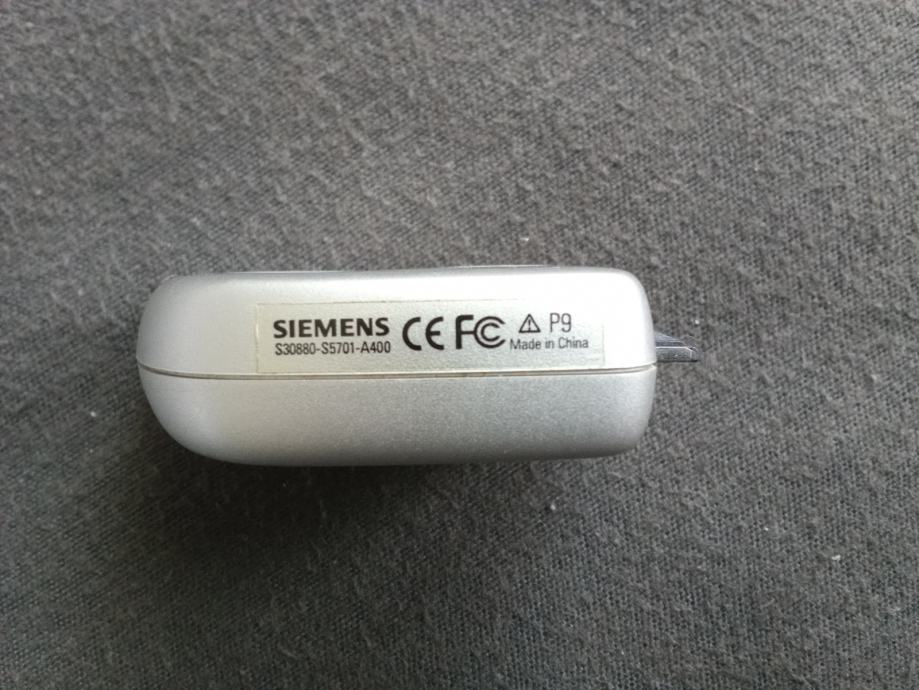 SIEMENS
S30880-S5701-A400
CE FC P9
Made in China